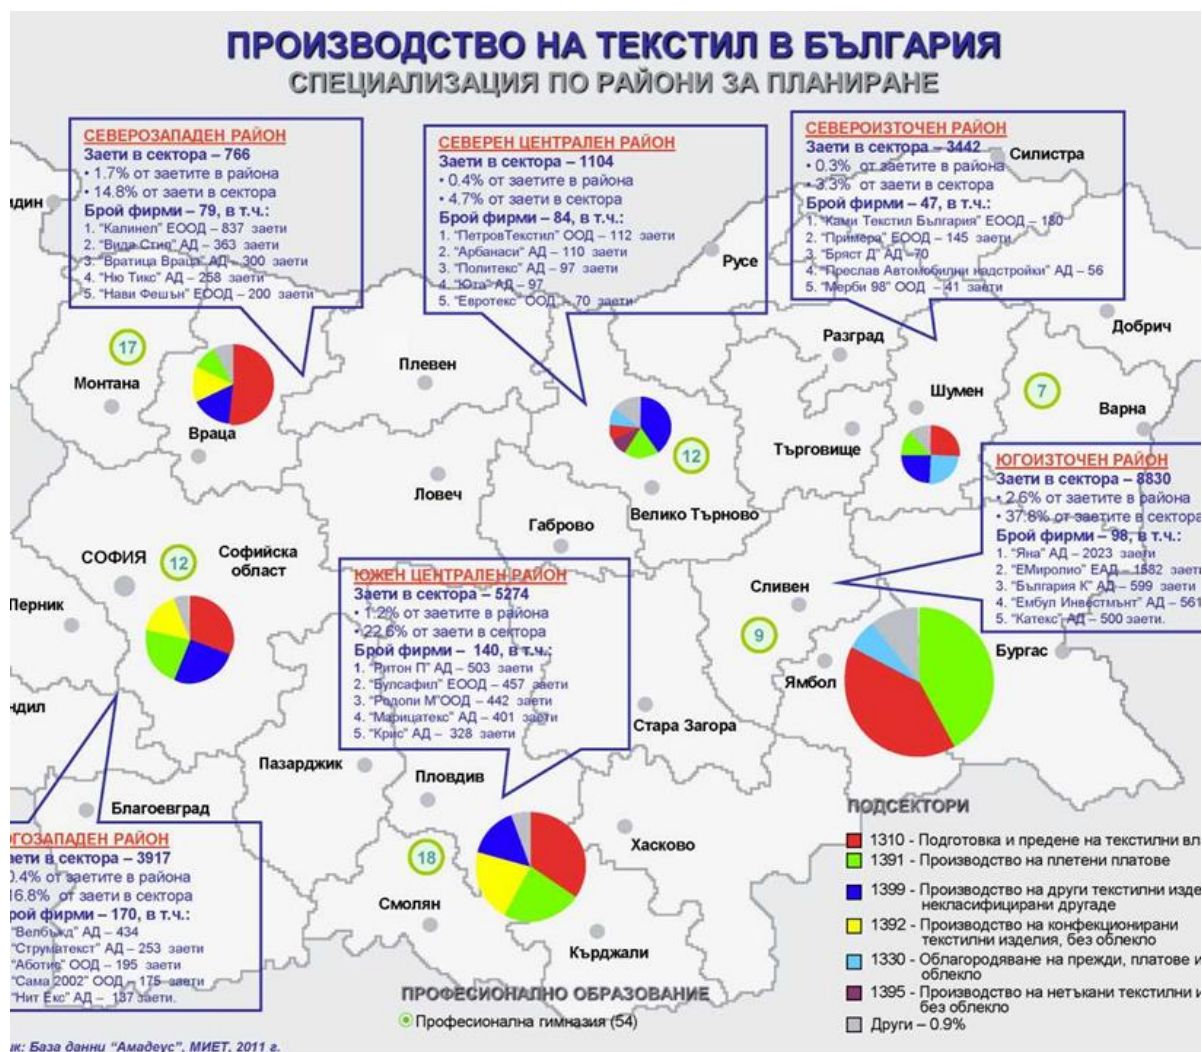 ПРОИЗВОДСТВО НА ТЕКСТИЛ В БЪЛГАРИЯ
СПЕЦИАЛИЗАЦИЯ ПО РАЙОНИ ЗА ПЛАНИРАНЕ
СЕВЕРОЗАПАДЕН РАЙОН
Заети в сектора – 766
• 1.7% от заетите в района
• 14.8% от заети в сектора
Брой фирми – 79, в т.ч.:
1. "Калинел" ЕООД – 837 заети
2. "Вида Стил" АД – 363 заети
3. "Вратица Враца" АД – 300 заети
4. "Ню Тикс" АД – 258 заети
5. "Нави Фешън" ЕООД – 200 заети
СЕВЕРЕН ЦЕНТРАЛЕН РАЙОН
Заети в сектора – 1104
• 0.4% от заетите в района
• 4.7% от заети в сектора
Брой фирми – 84, в т.ч.:
1. "ПетровТекстил" ООД – 112 заети
2. "Арбанаси" АД – 110 заети
3. "Политекс" АД – 97 заети
4. "Юта" АД – 97
5. "Евротекс" ООД – 70 заети
СЕВЕРОИЗТОЧЕН РАЙОН
Заети в сектора – 3442
• 0.3% от заетите в района
• 3.3% от заети в сектора
Брой фирми – 47, в т.ч.:
1. "Ками Текстил България" ЕООД – 180
2. "Примера" ЕООД – 145 заети
3. "Бряст Д" АД –70
4. "Преслав Автомобилни надстройки" АД – 56
5. "Мерби 98" ООД – 41 заети
Силистра
дин
Русе
Добрич
Разград
17
Монтана
Плевен
Шумен
7
Варна
Враца
12
Търговище
Ловеч
Велико Търново
Габрово
ЮГОИЗТОЧЕН РАЙОН
Заети в сектора – 8830
• 2.6% от заетите в района
• 37.8% от заетите в сектора
Брой фирми – 98, в т.ч.:
1. "Яна" АД – 2023 заети
2. "ЕМиролио" ЕАД – 1582 заети
3. "България К" АД – 599 заети
4. "Ембул Инвестмънт" АД – 561
5. "Катекс" АД – 500 заети.
СОФИЯ
12
Софийска
област
Перник
ндил
ЮЖЕН ЦЕНТРАЛЕН РАЙОН
Заети в сектора – 5274
• 1.2% от заетите в района
• 22.6% от заети в сектора
Брой фирми – 140, в т.ч.:
1. "Ритон П" АД – 503 заети
2. "Булсафил" ЕООД – 457 заети
3. "Родопи М"ООД – 442 заети
4. "Марицатекс" АД – 401 заети
5. "Крис" АД – 328 заети
Сливен
9
Ямбол
Бургас
Стара Загора
Пазарджик
Пловдив
Благоевград
Хасково
18
Смолян
Кърджали
ГОЗАПАДЕН РАЙОН
аети в сектора – 3917
0.4% от заетите в района
16.8% от заети в сектора
рой фирми – 170, в т.ч.:
"Велбъжд" АД – 434
"Струматекст" АД – 253 заети
"Аботис" ООД – 195 заети
"Сама 2002" ООД – 175 заети
"Нит Екс" АД – 137 заети.
ПОДСЕКТОРИ
1310 - Подготовка и предене на текстилни вл
1391 - Производство на плетени платове
1399 - Производство на други текстилни изде
некласифицирани другаде
1392 - Производство на конфекционирани
текстилни изделия, без облекло
1330 - Облагородяване на прежди, платове и
облекло
1395 - Производство на нетъкани текстилни и
без облекло
Други – 0.9%
ПРОФЕСИОНАЛНО ОБРАЗОВАНИЕ
Професионална гимназия (54)
ик: База данни "Амадеус", МИЕТ, 2011 г.